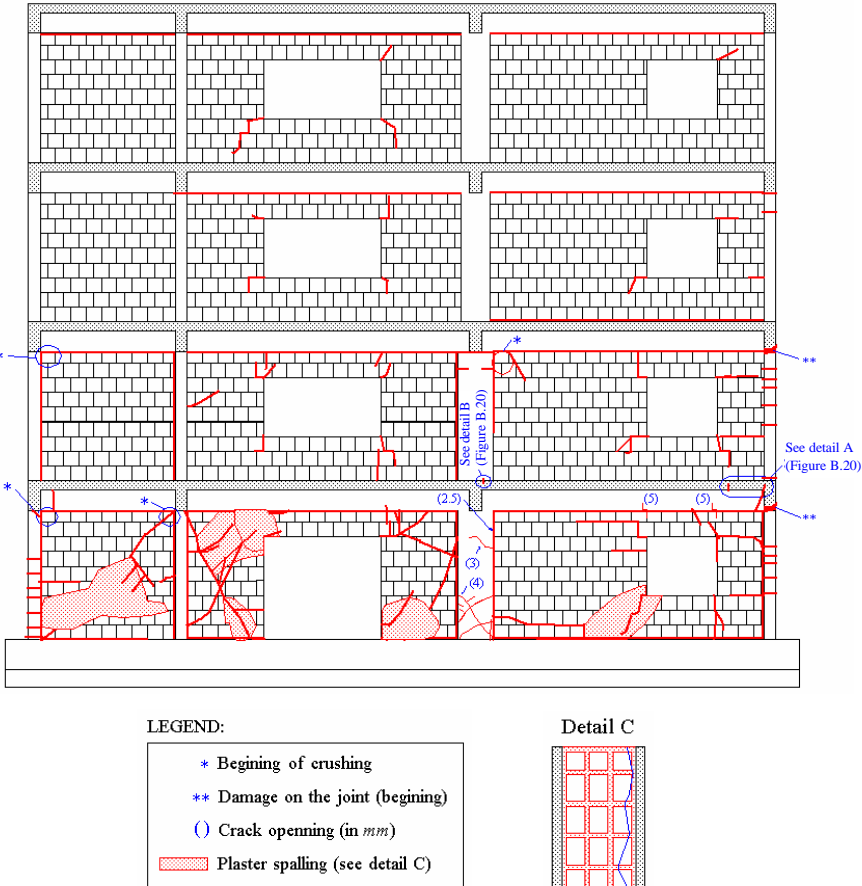 *
*
**
See detail B
(Figure B.20)
See detail A
(Figure B.20)
*
*
(2.5)
(5)
(5)
**
(3)
(4)
LEGEND:
* Begining of crushing
** Damage on the joint (begining)
() Crack openning (in mm)
Plaster spalling (see detail C)
Detail C